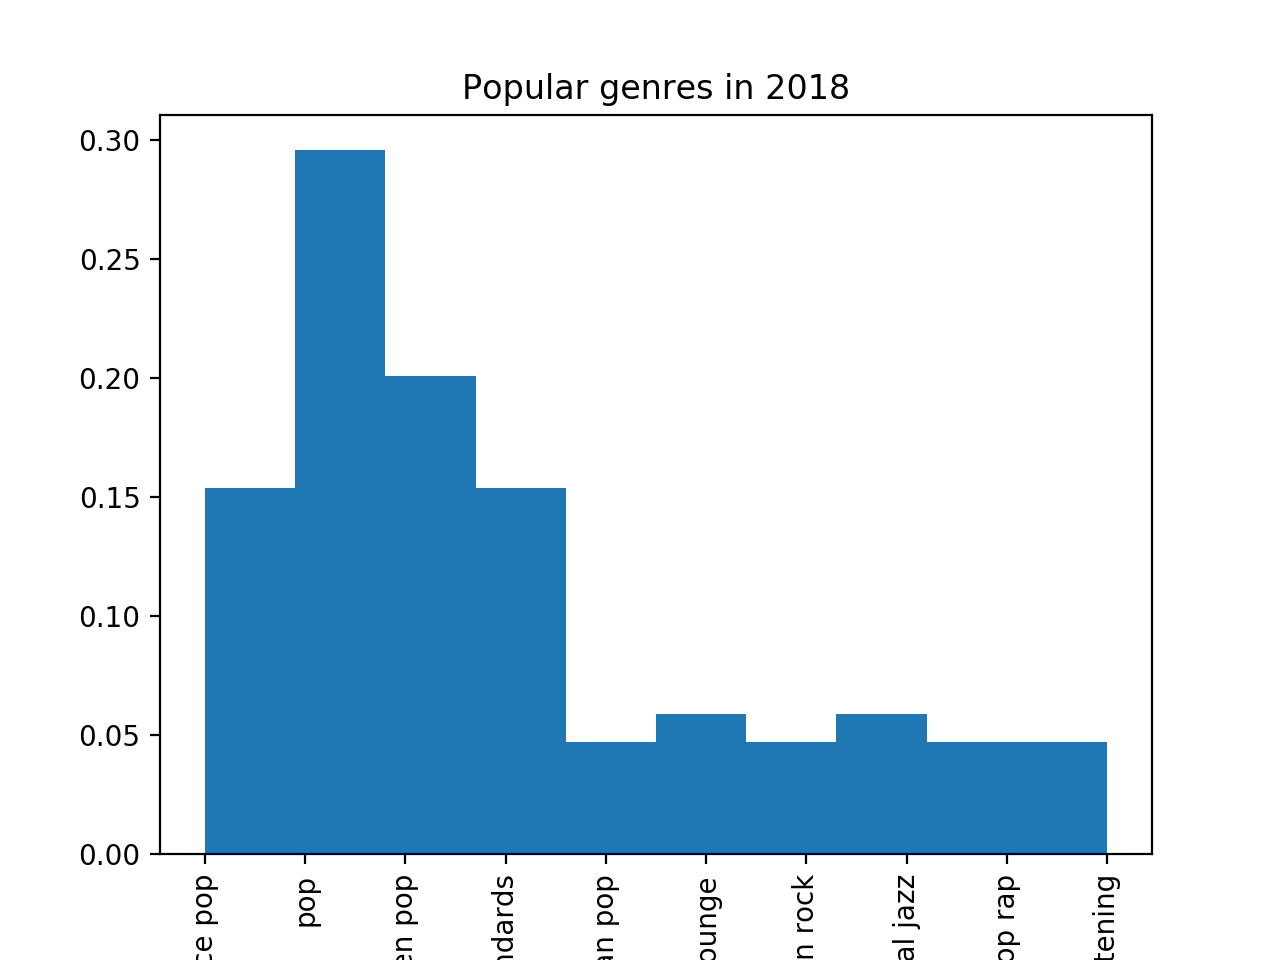 Popular genres in 2018
0.30
0.25
0.20
0.15
0.10
0.05
0.00
ce pop
pop
en pop
ndards
an pop
ounge
n rock
al jazz
op rap
tening